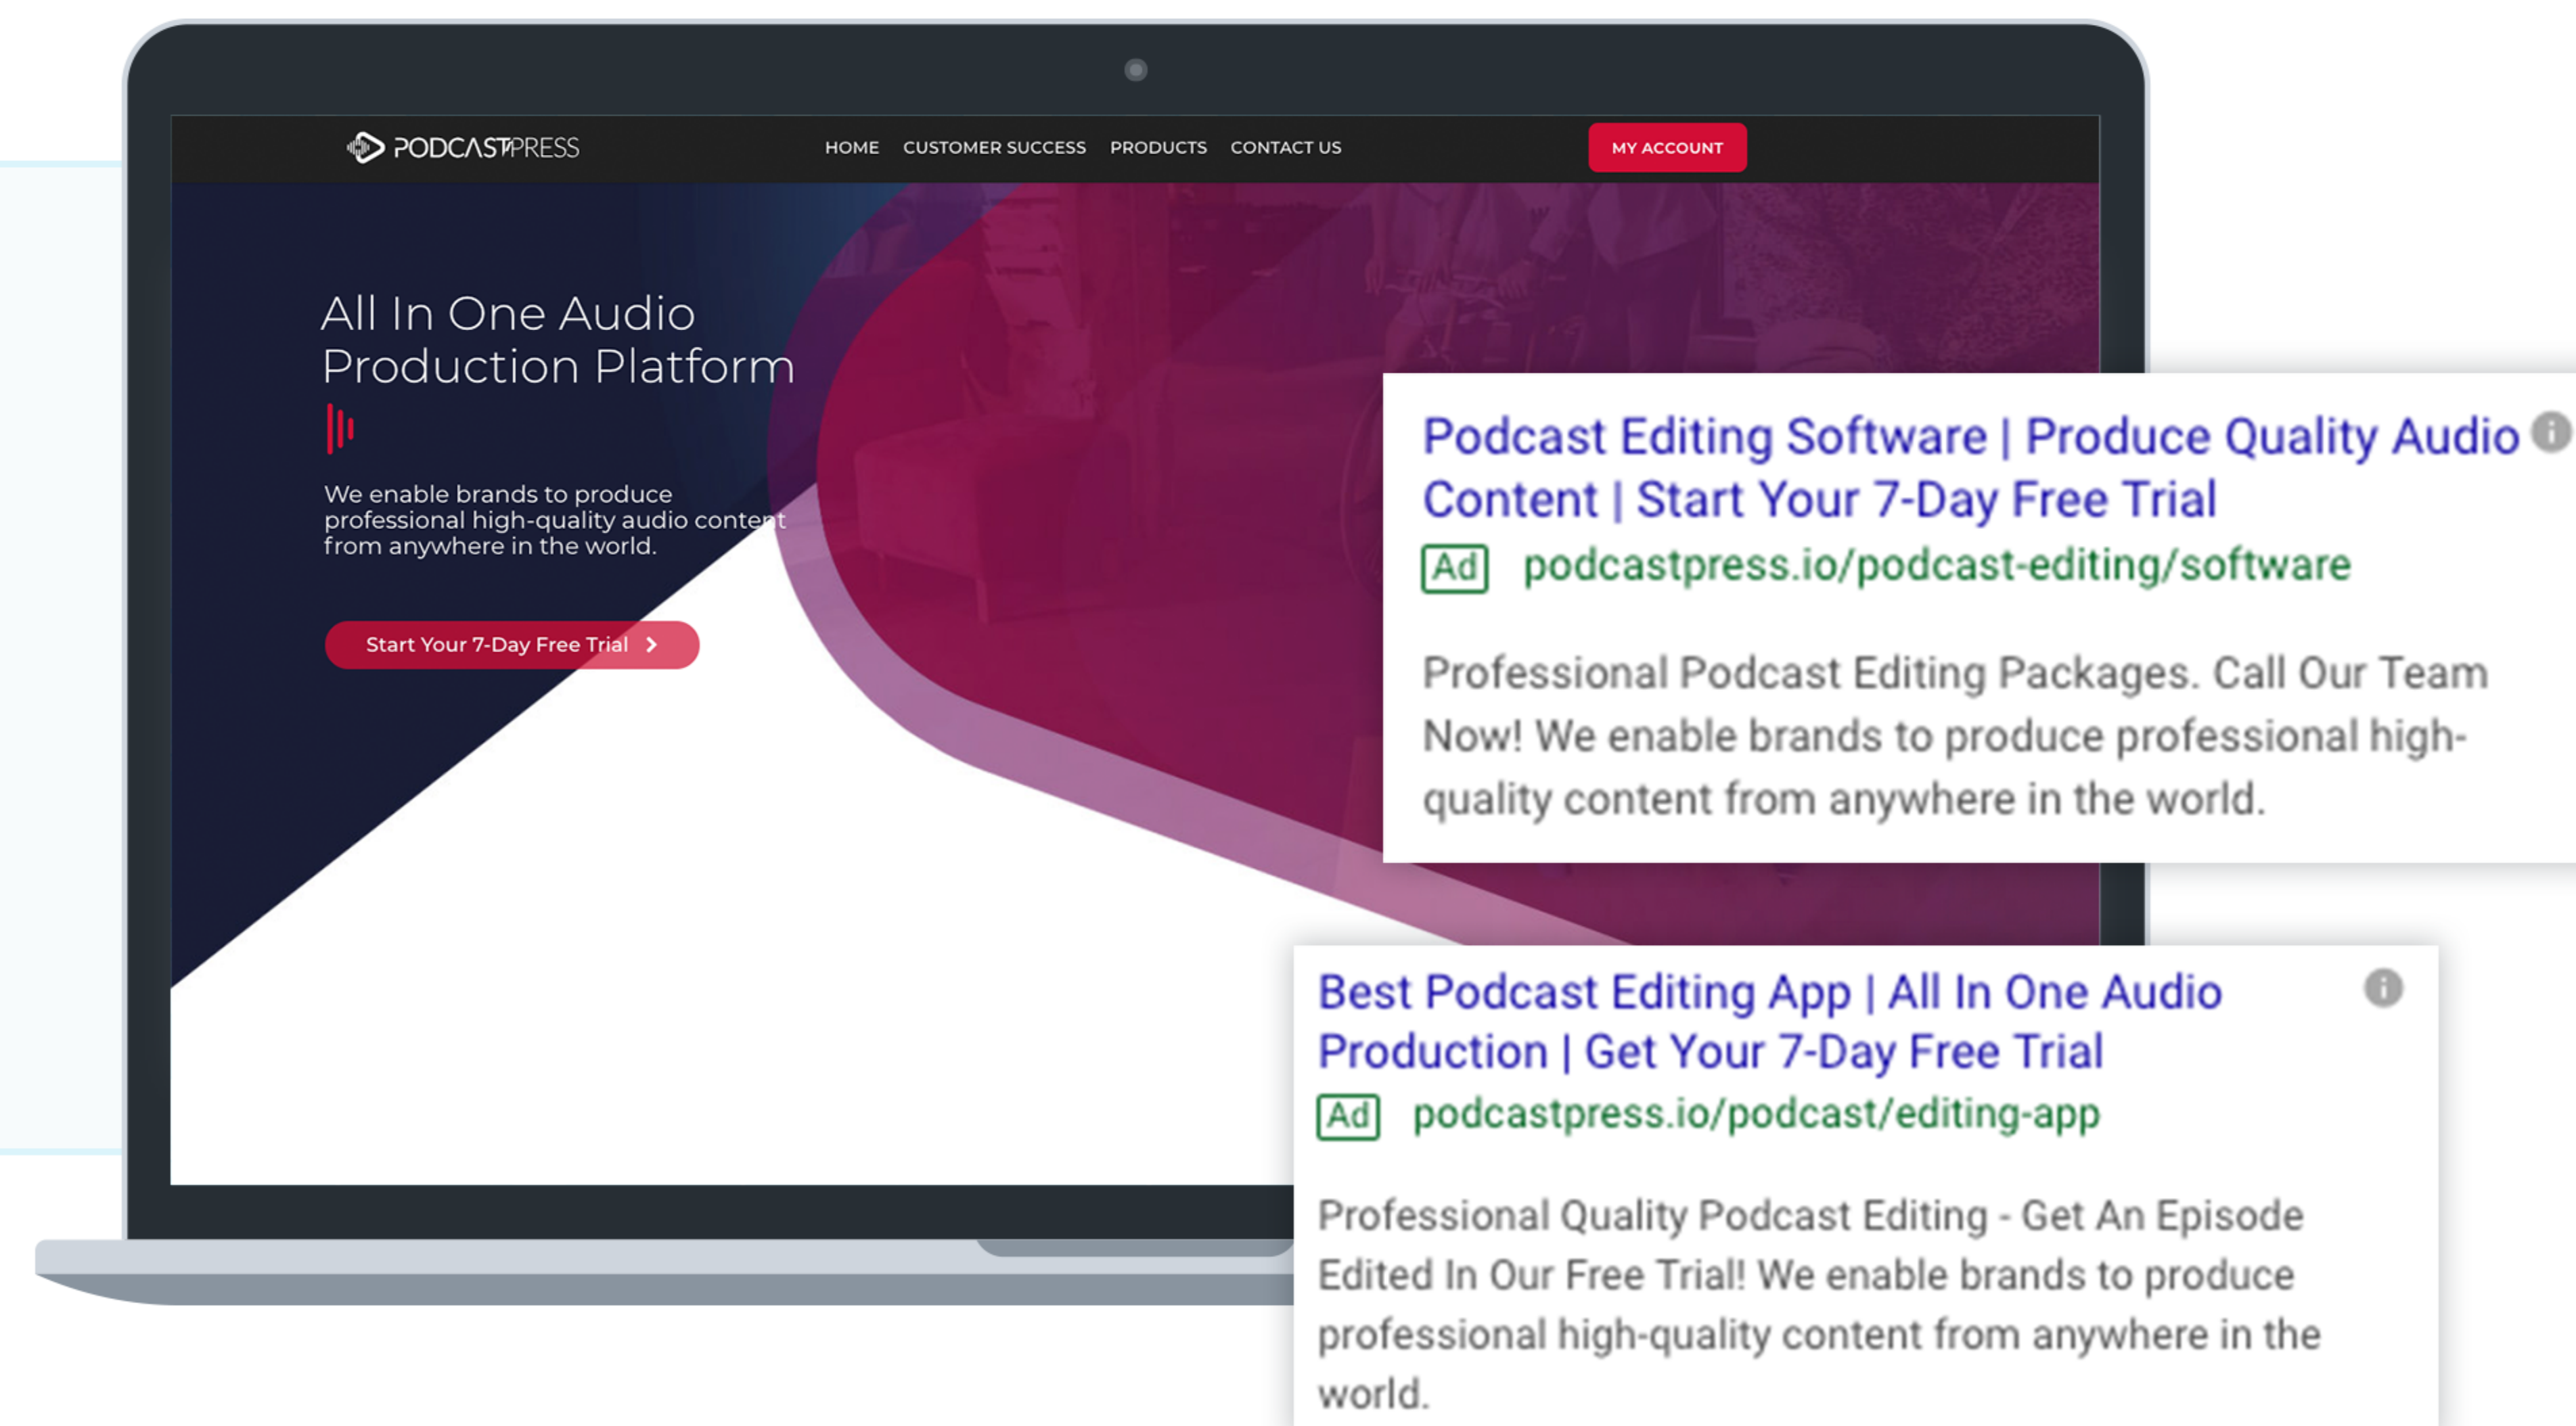 PODCASTPRESS
HOME CUSTOMER SUCCESS PRODUCTS CONTACT US
MY ACCOUNT
All In One Audio
Production Platform
We enable brands to produce
professional high-quality audio content
from anywhere in the world.
Start Your 7-Day Free Trial
Podcast Editing Software | Produce Quality Audio
Content | Start Your 7-Day Free Trial
Ad podcastpress.io/podcast-editing/software
Professional Podcast Editing Packages. Call Our Team
Now! We enable brands to produce professional high-
quality content from anywhere in the world.
Best Podcast Editing App | All In One Audio
Production | Get Your 7-Day Free Trial
Ad podcastpress.io/podcast/editing-app
Professional Quality Podcast Editing - Get An Episode
Edited In Our Free Trial! We enable brands to produce
professional high-quality content from anywhere in the
world.